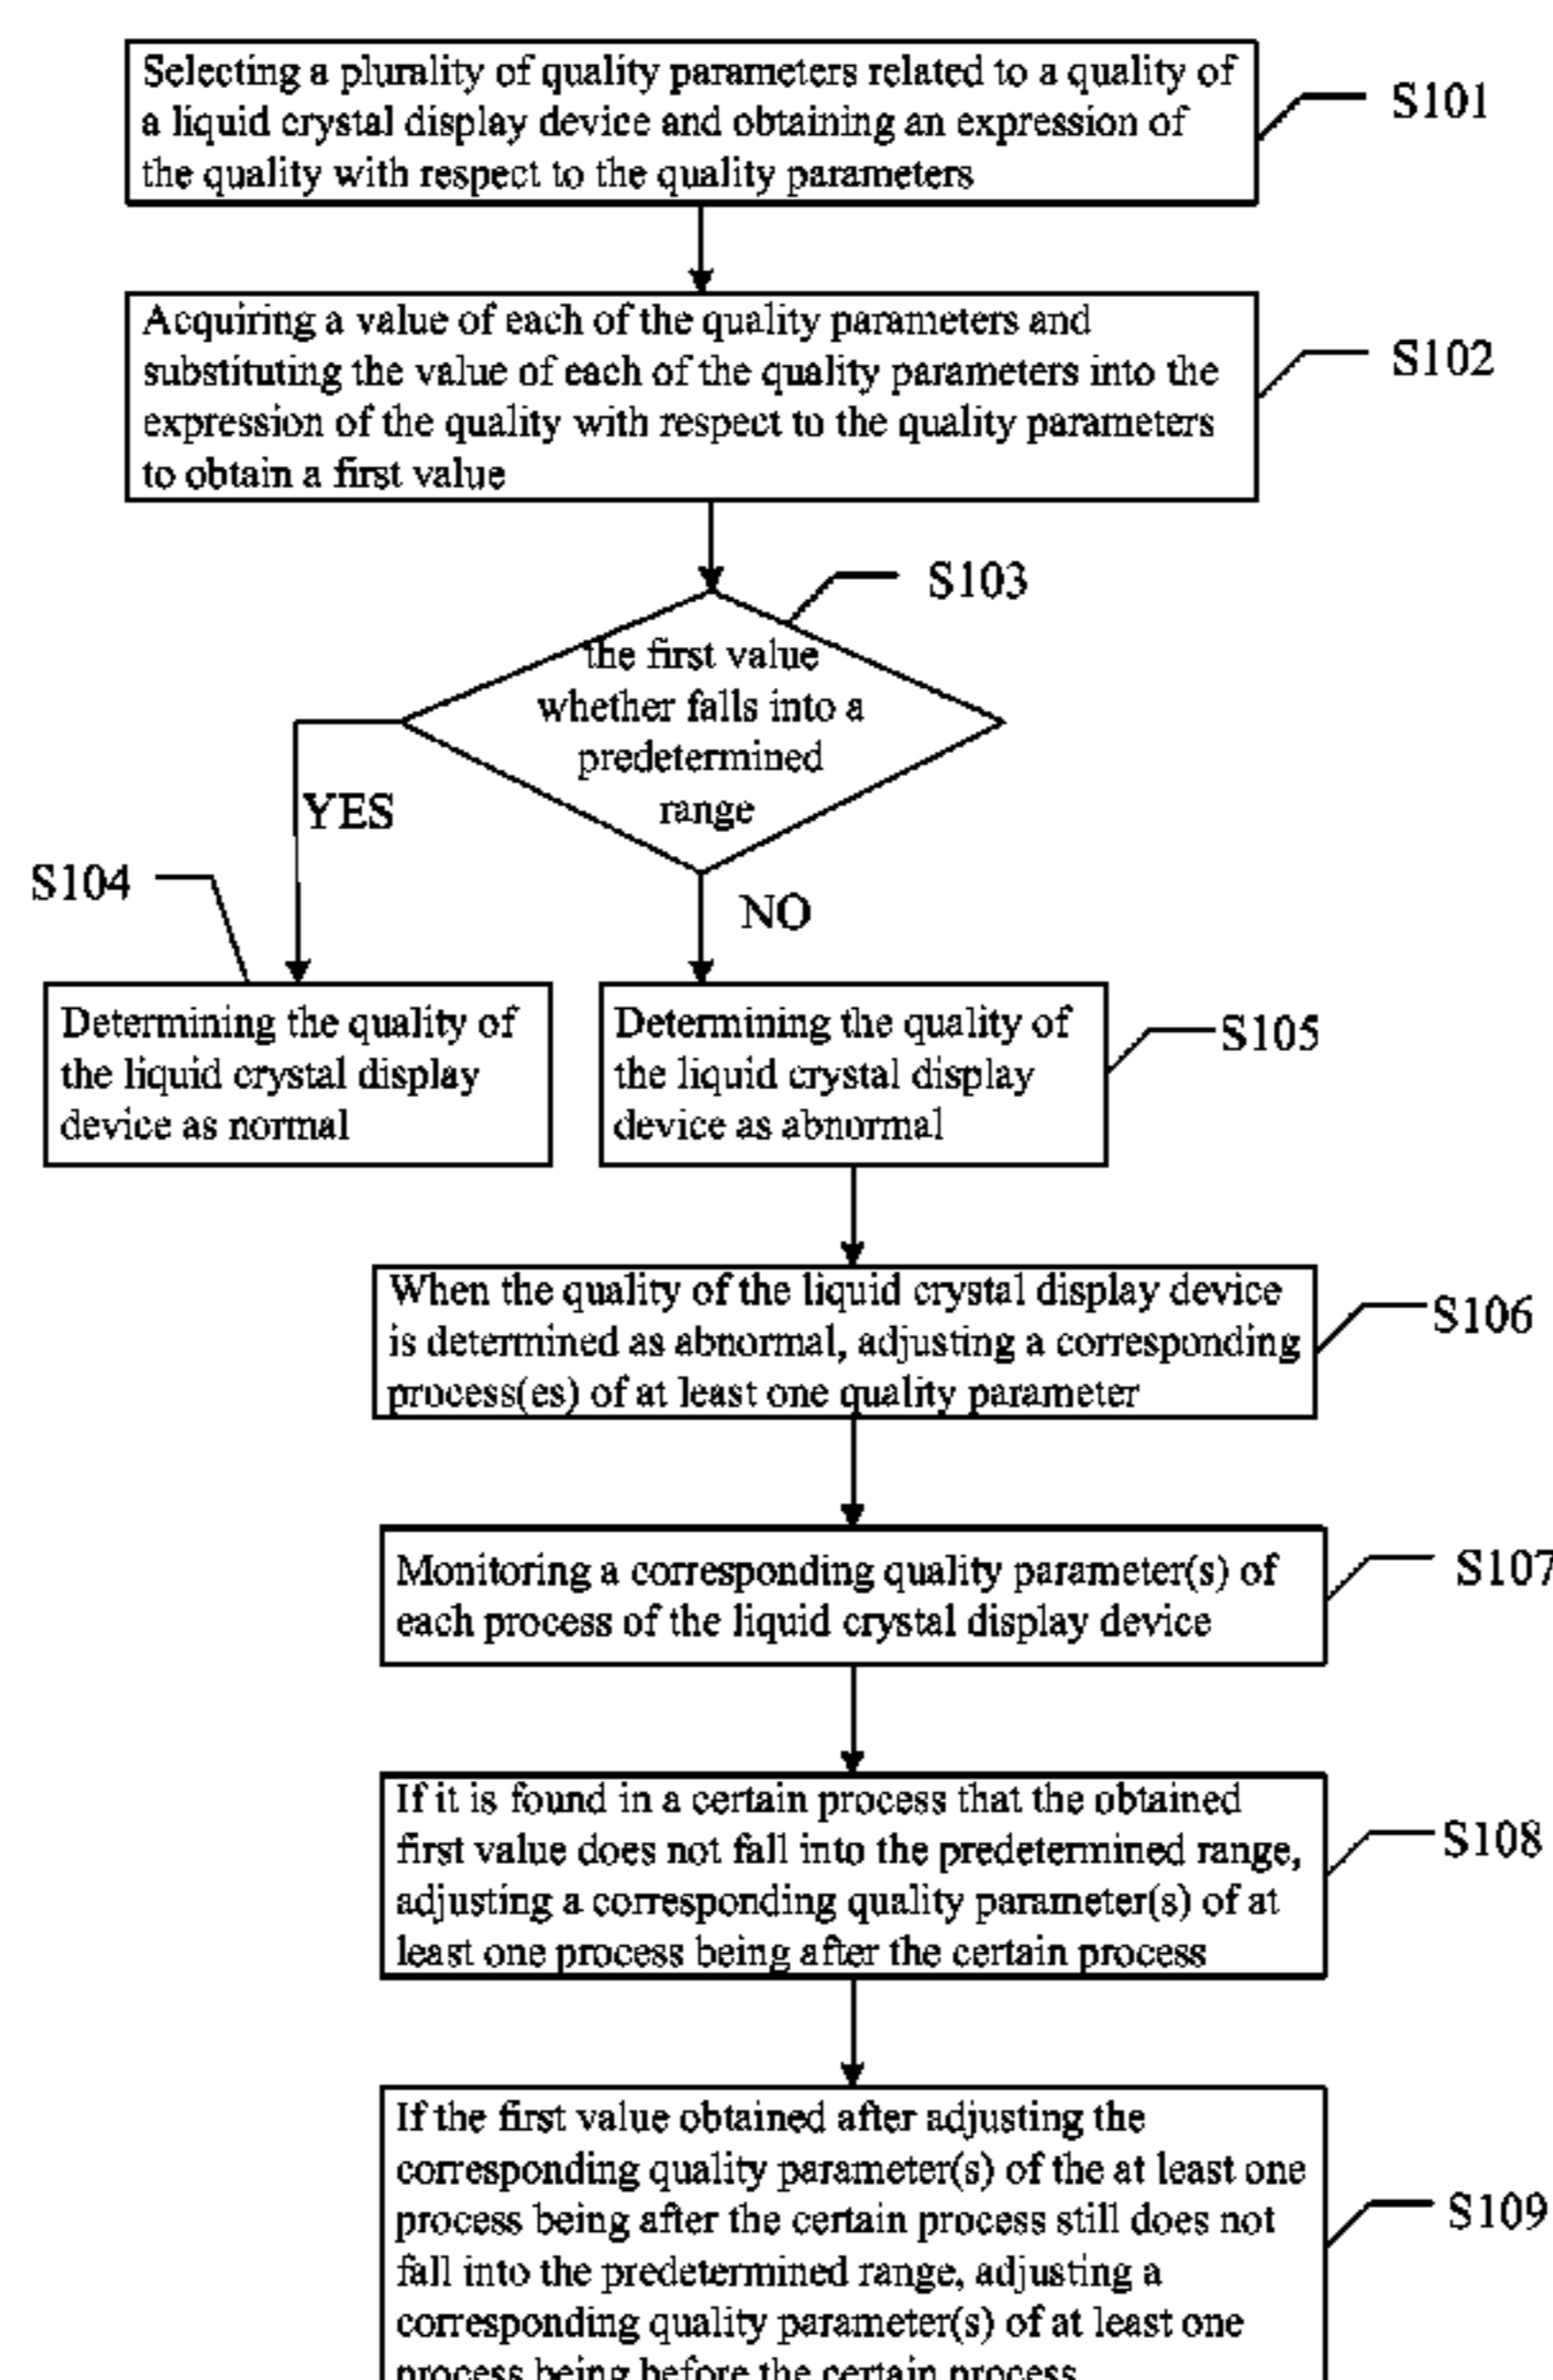 Selecting a plurality of quality parameters related to a quality of
a liquid crystal display device and obtaining an expression of
the quality with respect to the quality parameters
S101
Acquiring a value of each of the quality parameters and
substituting the value of each of the quality parameters into the
expression of the quality with respect to the quality parameters
to obtain a first value
S102
S103
the first value
whether falls into a
predetermined
range
YES
NO
S104
Determining the quality of
the liquid crystal display
device as normal
Determining the quality of
the liquid crystal display
device as abnormal
S105
When the quality of the liquid crystal display device
is determined as abnormal, adjusting a corresponding
process(es) of at least one quality parameter
S106
Monitoring a corresponding quality parameter(s) of
each process of the liquid crystal display device
S107
If it is found in a certain process that the obtained
first value does not fall into the predetermined range,
adjusting a corresponding quality parameter(s) of at
least one process being after the certain process
S108
If the first value obtained after adjusting the
corresponding quality parameter(s) of the at least one
process being after the certain process still does not
fall into the predetermined range, adjusting a
corresponding quality parameter(s) of at least one
process being before the certain process
S109